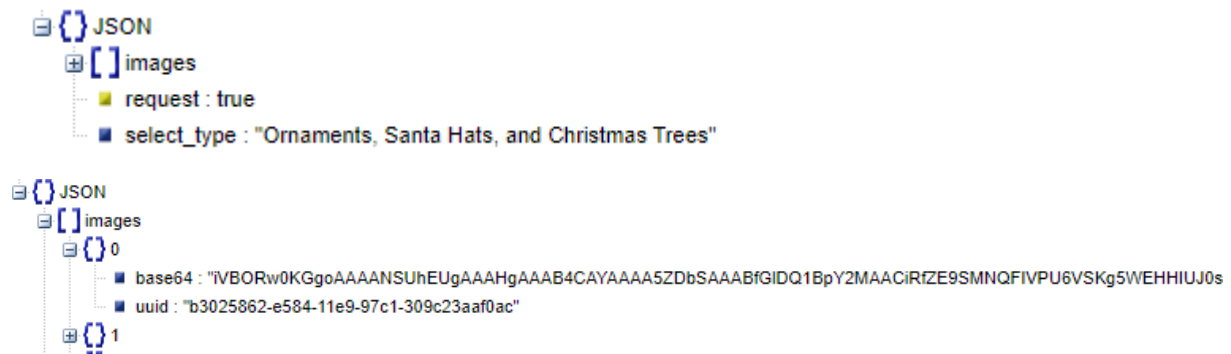 JSON
images
request : true
select_type : "Ornaments, Santa Hats, and Christmas Trees"
JSON
images
0
base64 : "iVBORw0KGgoAAAANSUhEUgAAAHgAAAB4CAYAAAA5ZDbSAAABfGlDQ1BpY2MAACiRfZE9SMNQFIVPU6VSKg5WEHHIUJ0s
uuid : "b3025862-e584-11e9-97c1-309c23aaf0ac"
1